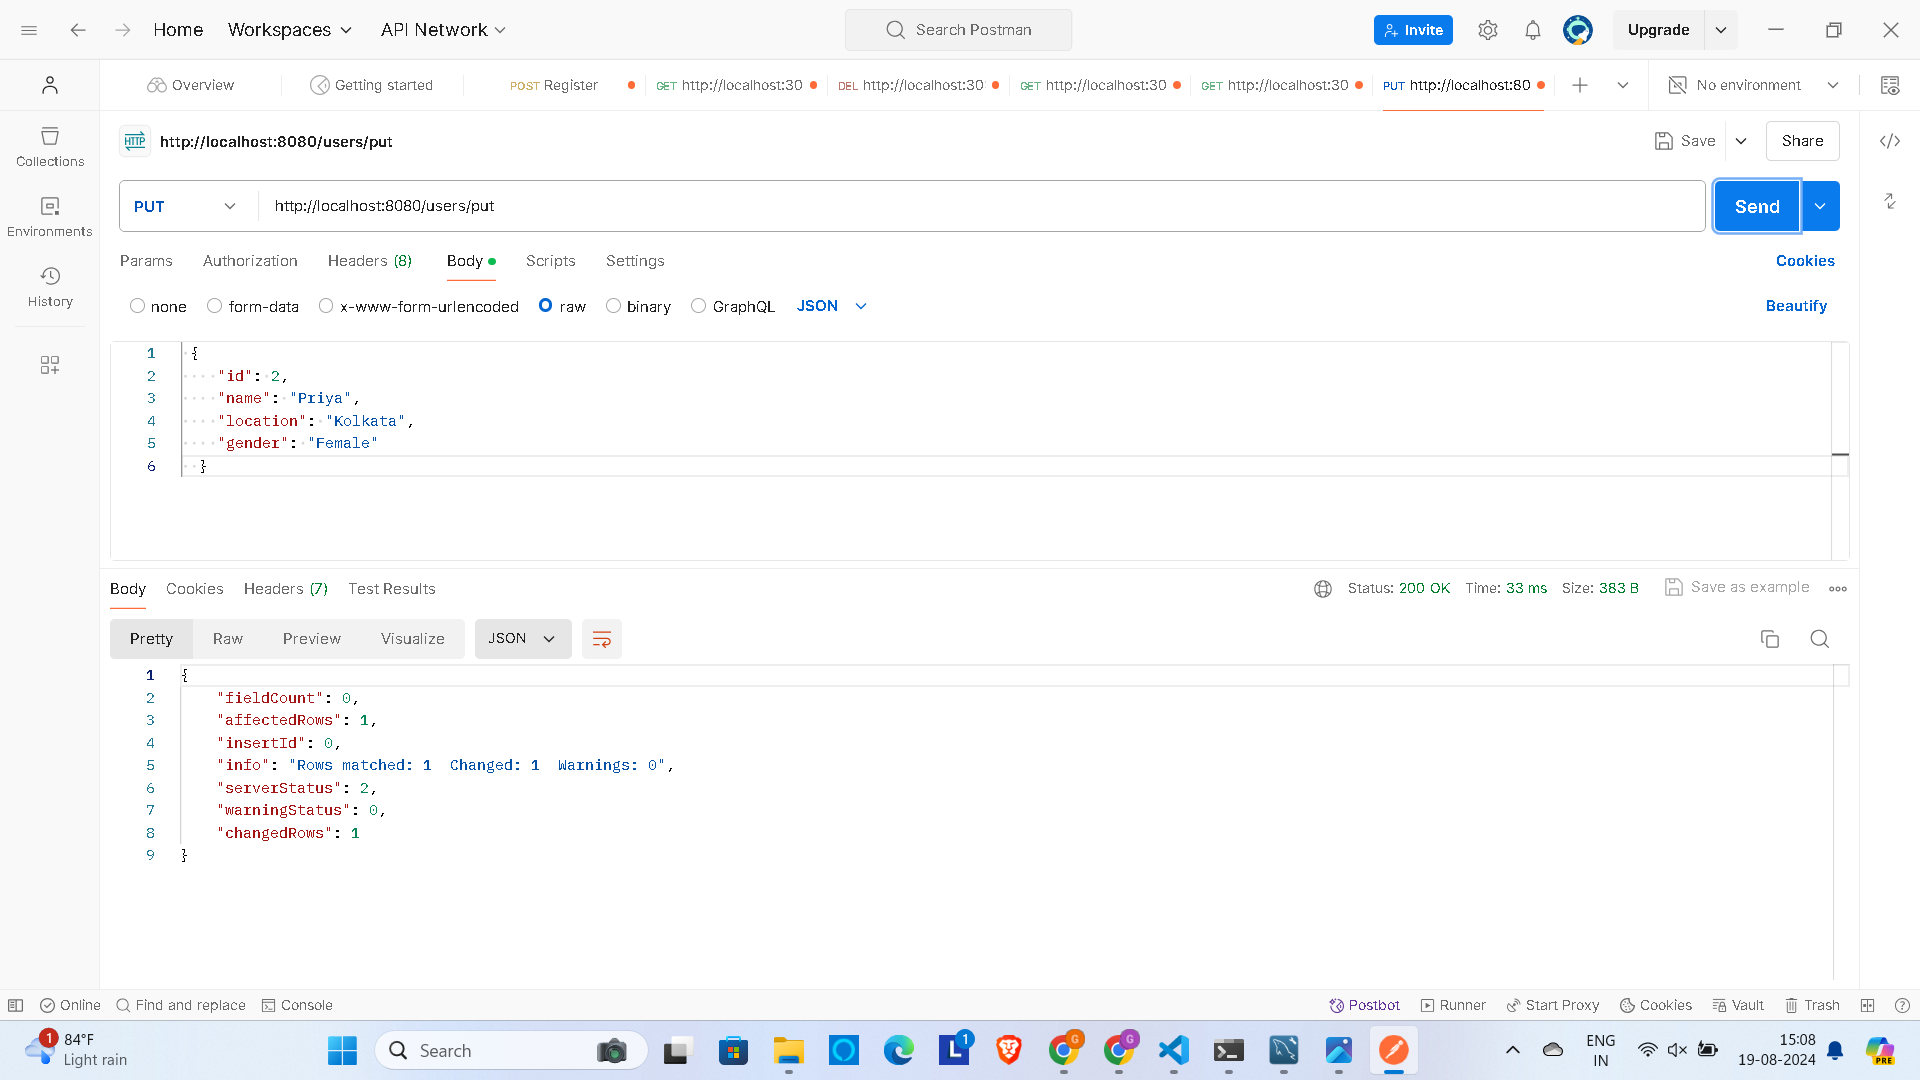 Home Workspaces API Network Search Postman Invite Upgrade
Overview Getting started POST Register GET http://localhost:30 DEL http://localhost:30 GET http://localhost:30 GET http://localhost:30 PUT http://localhost:80 No environment
HTTP http://localhost:8080/users/put Save Share
Collections
PUT http://localhost:8080/users/put Send
Environments
Params Authorization Headers (8) Body Scripts Settings Cookies
History
none form-data x-www-form-urlencoded raw binary GraphQL JSON Beautify
1 {
2 "id": 2,
3 "name": "Priya",
4 "location": "Kolkata",
5 "gender": "Female"
6 }
Body Cookies Headers (7) Test Results Status: 200 OK Time: 33 ms Size: 383 B Save as example
Pretty Raw Preview Visualize JSON
1 {
2 "fieldCount": 0,
3 "affectedRows": 1,
4 "insertId": 0,
5 "info": "Rows matched: 1  Changed: 1  Warnings: 0",
6 "serverStatus": 2,
7 "warningStatus": 0,
8 "changedRows": 1
9 }
Online Find and replace Console Postbot Runner Start Proxy Cookies Vault Trash
1 84°F
Light rain
Search
L 1
G
G
ENG
IN
15:08
19-08-2024
PRE